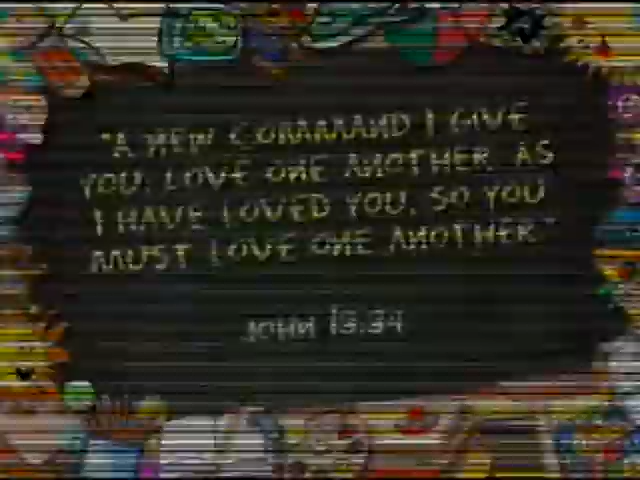 "A NEW COMMAND I GIVE
YOU. LOVE ONE ANOTHER. AS
I HAVE LOVED YOU, SO YOU
MUST LOVE ONE ANOTHER"
JOHN 13:34